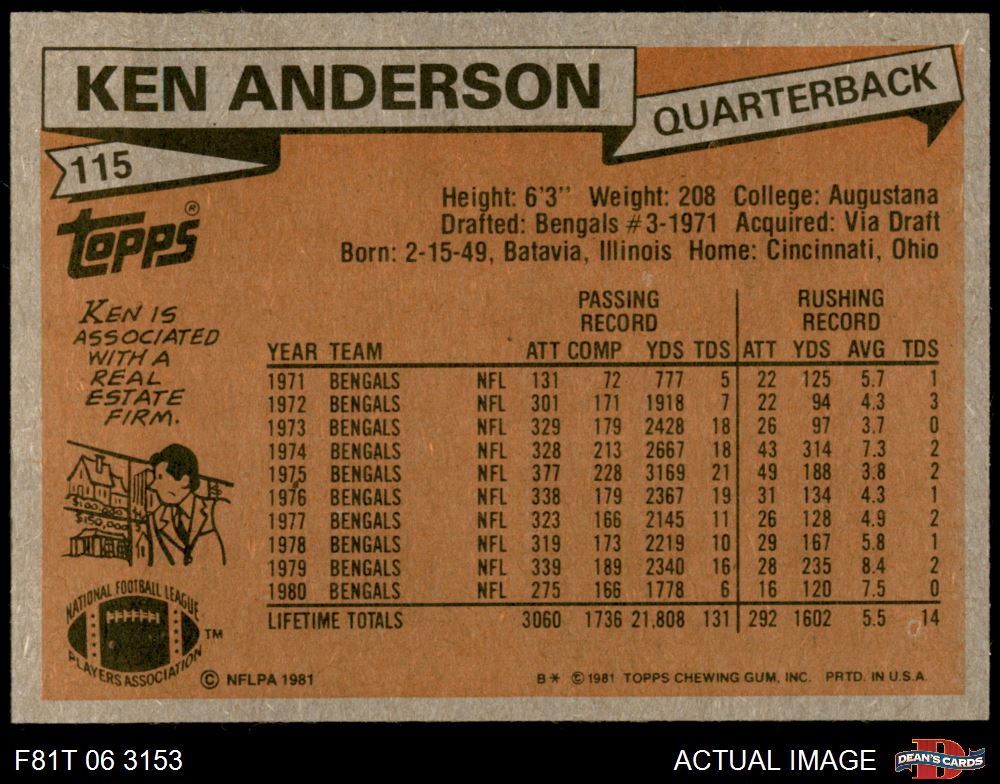 KEN ANDERSON
QUARTERBACK
115
TOPPS®
Height: 6'3" Weight: 208 College: Augustana
Drafted: Bengals #3-1971 Acquired: Via Draft
Born: 2-15-49, Batavia, Illinois Home: Cincinnati, Ohio
KEN IS
ASSOCIATED
WITH A
REAL
ESTATE
FIRM.
$100,000
$150,000
PASSING RECORD RUSHING RECORD
YEAR TEAM ATT COMP YDS TDS ATT YDS AVG TDS
1971 BENGALS NFL 131 72 777 5 22 125 5.7 1
1972 BENGALS NFL 301 171 1918 7 22 94 4.3 3
1973 BENGALS NFL 329 179 2428 18 26 97 3.7 0
1974 BENGALS NFL 328 213 2667 18 43 314 7.3 2
1975 BENGALS NFL 377 228 3169 21 49 188 3.8 2
1976 BENGALS NFL 338 179 2367 19 31 134 4.3 1
1977 BENGALS NFL 323 166 2145 11 26 128 4.9 2
1978 BENGALS NFL 319 173 2219 10 29 167 5.8 1
1979 BENGALS NFL 339 189 2340 16 28 235 8.4 2
1980 BENGALS NFL 275 166 1778 6 16 120 7.5 0
LIFETIME TOTALS 3060 1736 21,808 131 292 1602 5.5 14
NATIONAL FOOTBALL LEAGUE
PLAYERS ASSOCIATION
TM
© NFLPA 1981
B* © 1981 TOPPS CHEWING GUM, INC. PRTD. IN U.S.A.
F81T 06 3153
ACTUAL IMAGE
D
DEAN'S CARDS